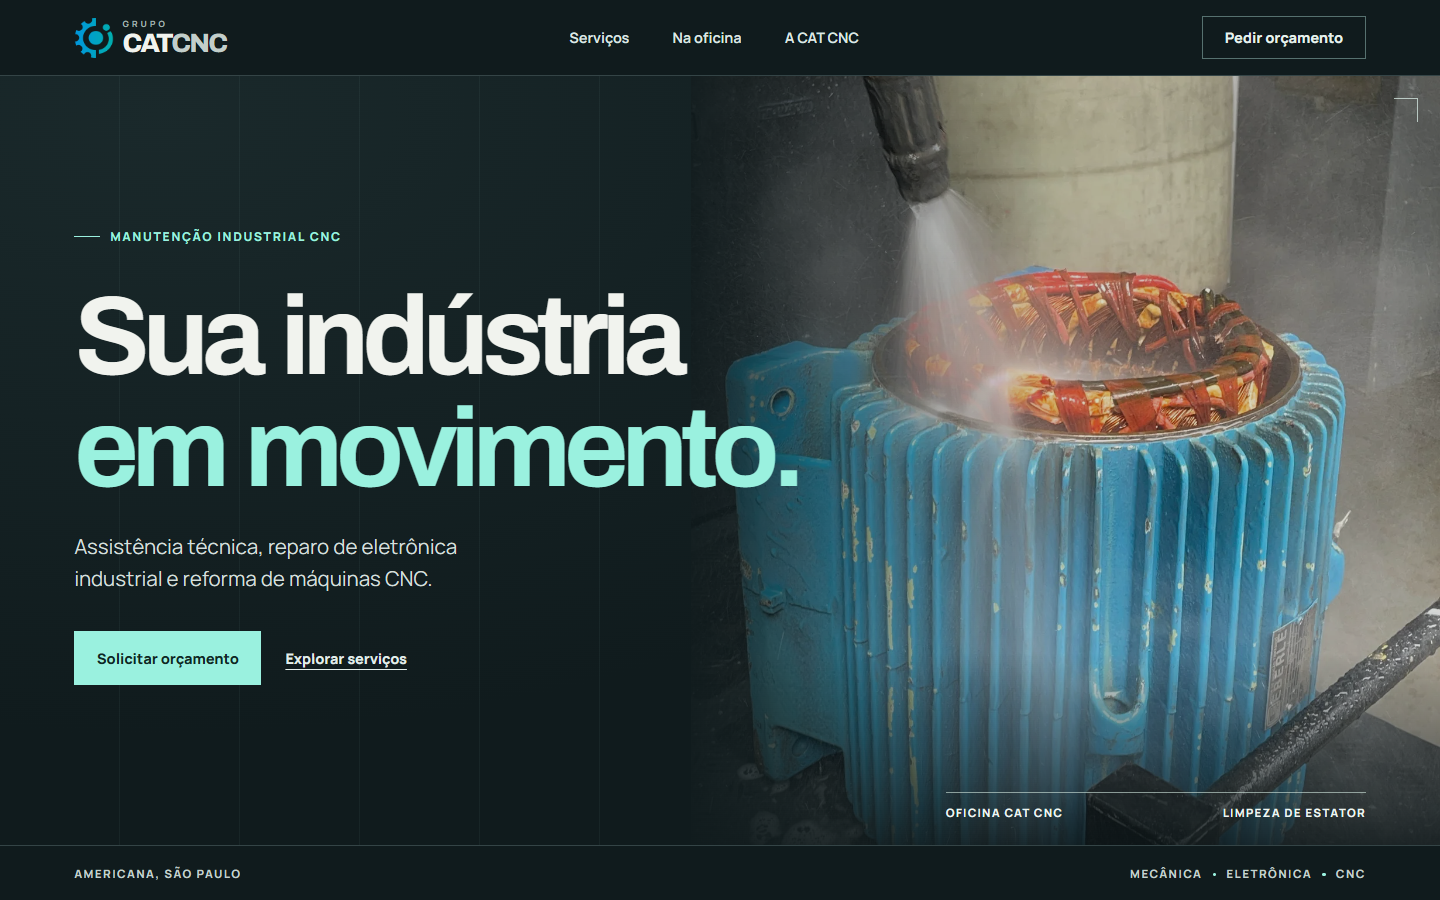 GRUPO
CATCNC
Serviços
Na oficina
A CAT CNC
Pedir orçamento
MANUTENÇÃO INDUSTRIAL CNC
Sua indústria
em movimento.
Assistência técnica, reparo de eletrônica
industrial e reforma de máquinas CNC.
Solicitar orçamento
Explorar serviços
EBERLE
OFICINA CAT CNC
LIMPEZA DE ESTATOR
AMERICANA, SÃO PAULO
MECÂNICA • ELETRÔNICA • CNC